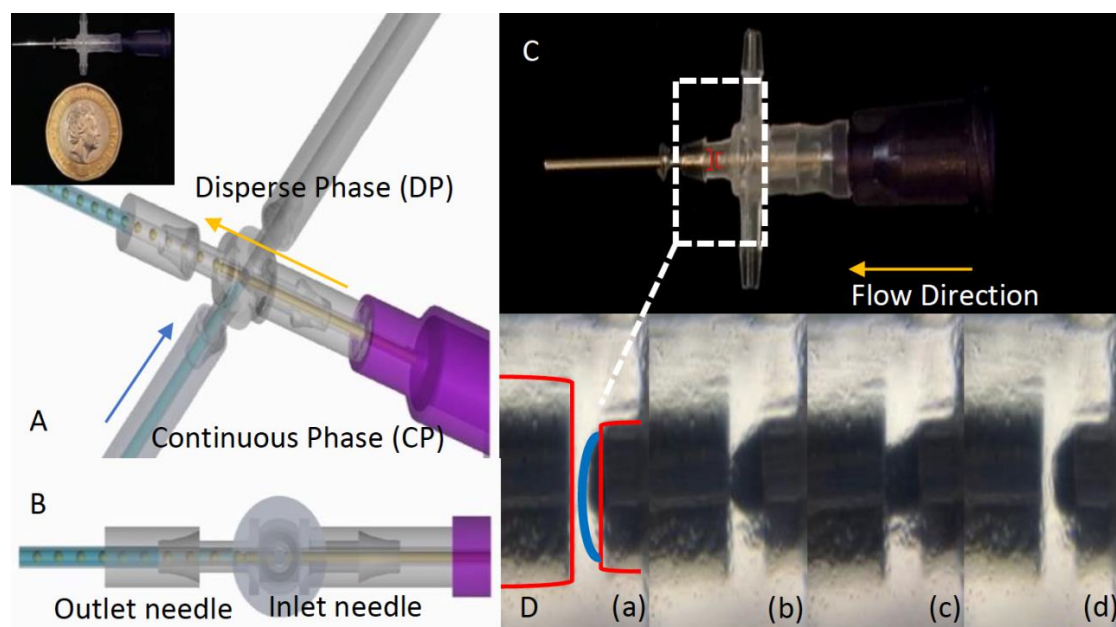 C
Disperse Phase (DP)
Flow Direction
A
Continuous Phase (CP)
B
Outlet needle
Inlet needle
D
(a)
(b)
(c)
(d)